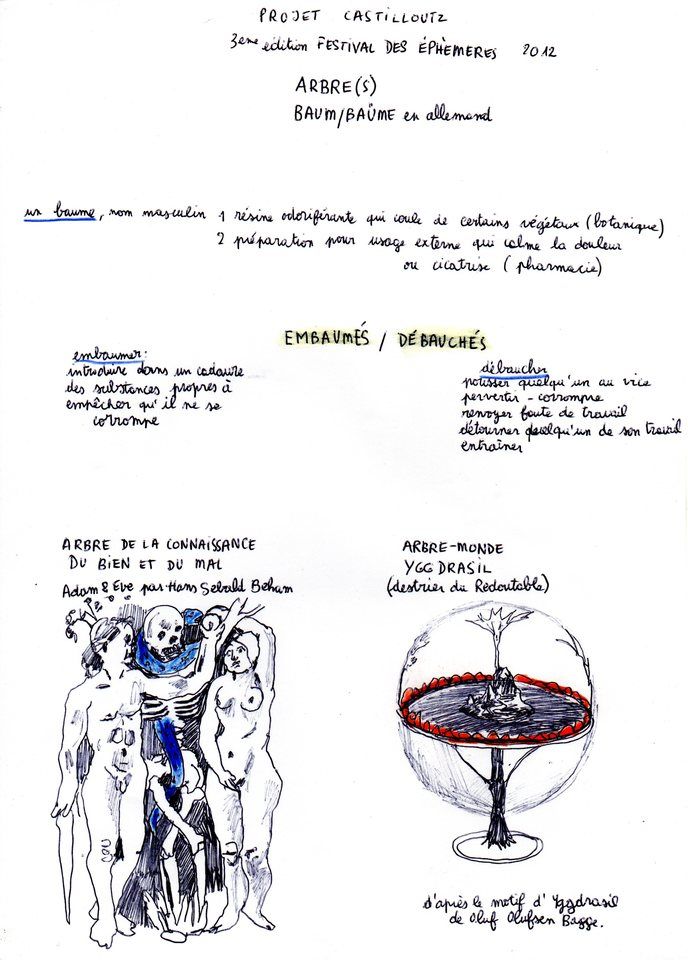 PROJET CASTILLOUTZ
3eme édition FESTIVAL DES ÉPHÈMERES 2012
ARBRE(S)
BAUM/BAÜME en allemand
un baume, nom masculin 1 résine odoriférante qui coule de certains végétaux (botanique)
2 préparation pour usage externe qui calme la douleur
ou cicatrise (pharmacie)
EMBAUMÉS / DÉBAUCHÉS
embaumer:
introduire dans un cadavre
des substances propres à
empêcher qu'il ne se
corrompe
débaucher
pousser quelqu'un au vice
pervertir - corrompre
renvoyer faute de travail
détourner quelqu'un de son travail
entraîner
ARBRE DE LA CONNAISSANCE
DU BIEN ET DU MAL
Adam & Eve par Hans Sebald Beham
ARBRE-MONDE
YGGDRASIL
(destrier du Redoutable)
d'après le motif d'Yggdrasil
de Oluf Olufsen Bagge.